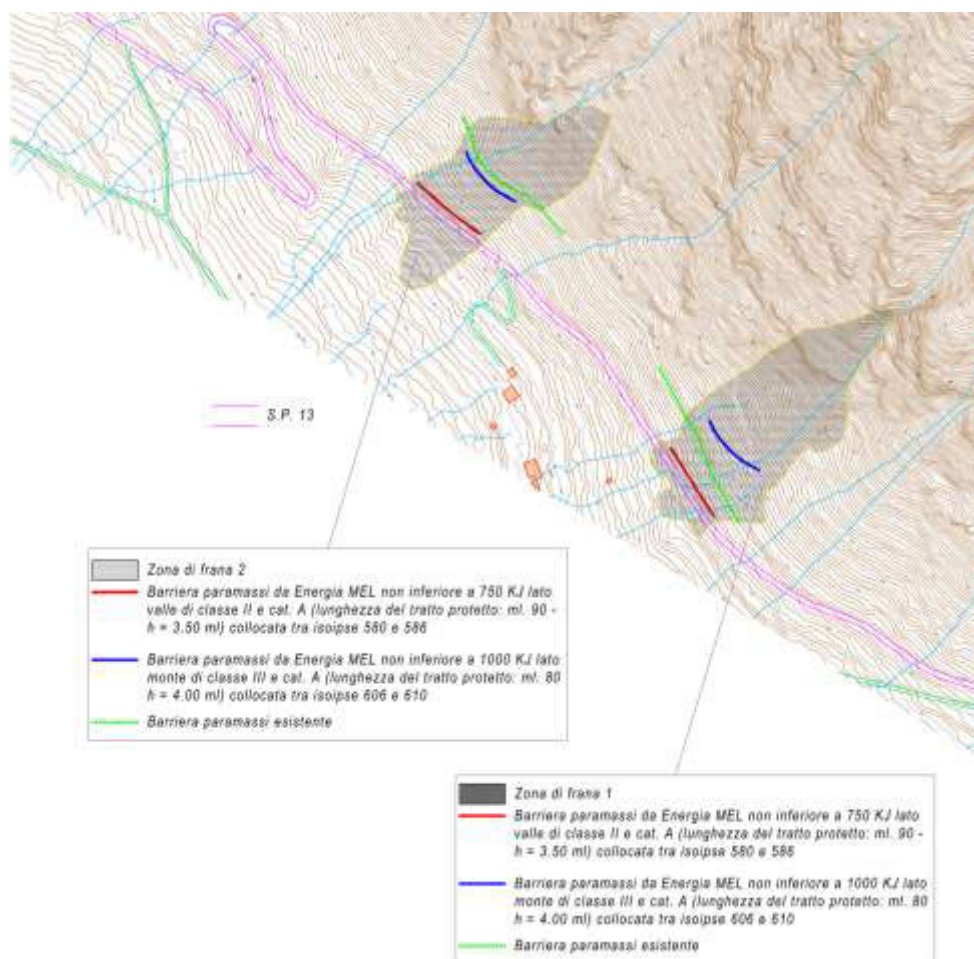 S.P. 13
Zona di frana 2
Barriera paramassi da Energia MEL non inferiore a 750 KJ lato
valle di classe II e cat. A (lunghezza del tratto protetto: ml. 90 -
h = 3.50 ml) collocata tra isoipse 580 e 586
Barriera paramassi da Energia MEL non inferiore a 1000 KJ lato
monte di classe III e cat. A (lunghezza del tratto protetto: ml. 80
h = 4.00 ml) collocata tra isoipse 606 e 610
Barriera paramassi esistente
Zona di frana 1
Barriera paramassi da Energia MEL non inferiore a 750 KJ lato
valle di classe II e cat. A (lunghezza del tratto protetto: ml. 90 -
h = 3.50 ml) collocata tra isoipse 580 e 586
Barriera paramassi da Energia MEL non inferiore a 1000 KJ lato
monte di classe III e cat. A (lunghezza del tratto protetto: ml. 80
h = 4.00 ml) collocata tra isoipse 606 e 610
Barriera paramassi esistente